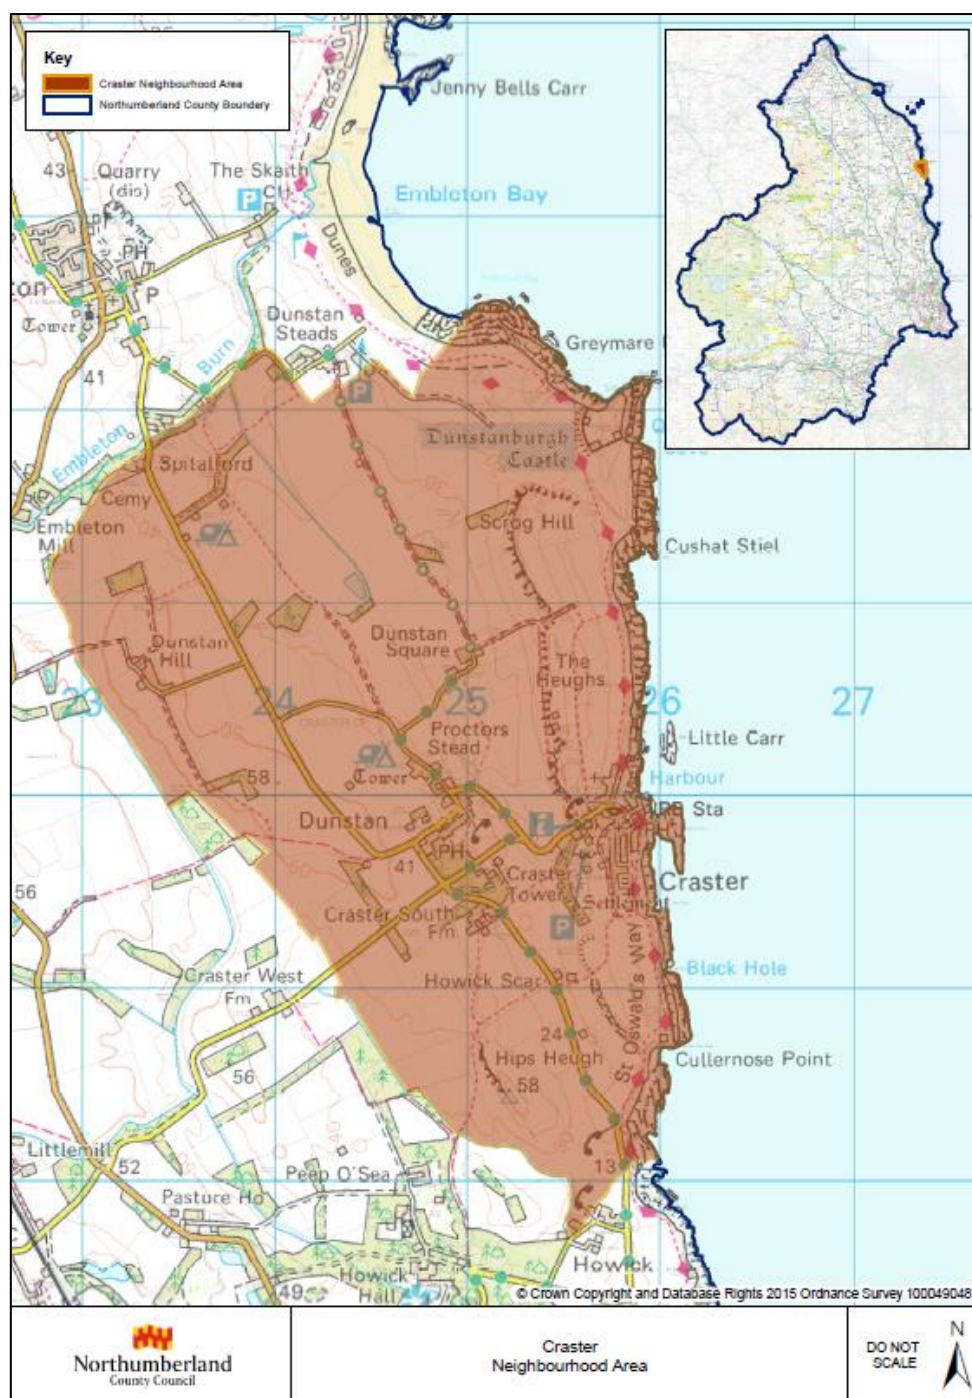 Key
Craster Neighbourhood Area
Northumberland County Boundary
Jenny Bells Carr
43
Quarry
(dis)
The Skaith
P
Embleton Bay
PH
Dunes
ton
P
Tower
Dunstan
Steads
Burn
Greymare
41
P
Embleton
Dunstanburgh
Castle
Spitalford
Cemy
Scrog Hill
Embleton
Mill
Cushat Stiel
Dunstan
Hill
Dunstan
Square
The
Heughs
23
24
25
26
27
Proctors
Stead
Little Carr
58
Tower
Harbour
Sta
Dunstan
41
PH
Craster
Tower
Craster
56
Settlement
Craster South
Fm
P
St Oswald's Way
Black Hole
Craster West
Fm
Howick Scar
24
56
Hips Heugh
58
Cullernose Point
Littlemill
52
13
Peep O'Sea
Pasture Ho
Howick
Howick
Hall
49
© Crown Copyright and Database Rights 2015 Ordnance Survey 100049048
Northumberland
County Council
Craster
Neighbourhood Area
DO NOT
SCALE
N